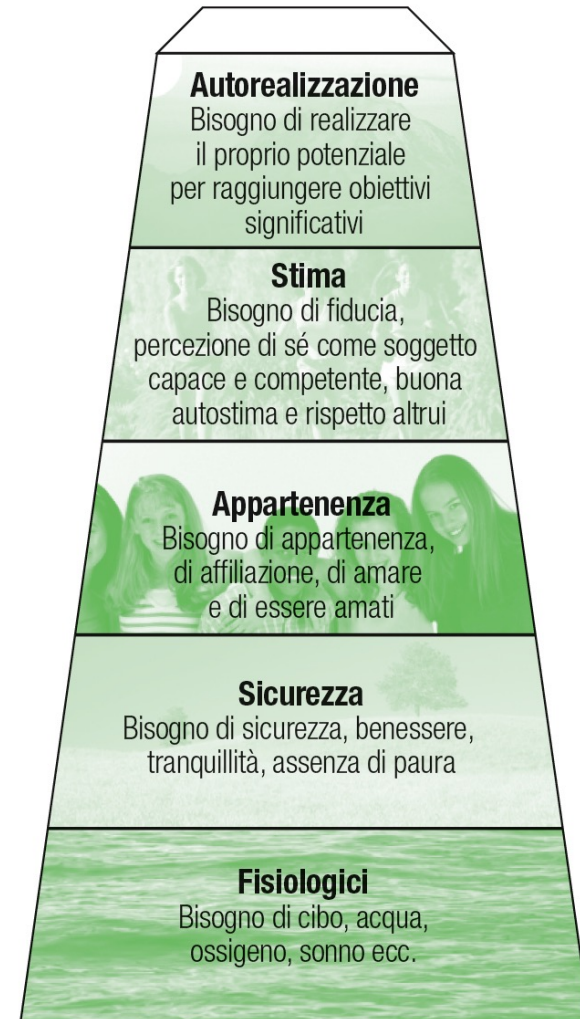 Autorealizzazione
Bisogno di realizzare
il proprio potenziale
per raggiungere obiettivi
significativi
Stima
Bisogno di fiducia,
percezione di sé come soggetto
capace e competente, buona
autostima e rispetto altrui
Appartenenza
Bisogno di appartenenza,
di affiliazione, di amare
e di essere amati
Sicurezza
Bisogno di sicurezza, benessere,
tranquillità, assenza di paura
Fisiologici
Bisogno di cibo, acqua,
ossigeno, sonno ecc.